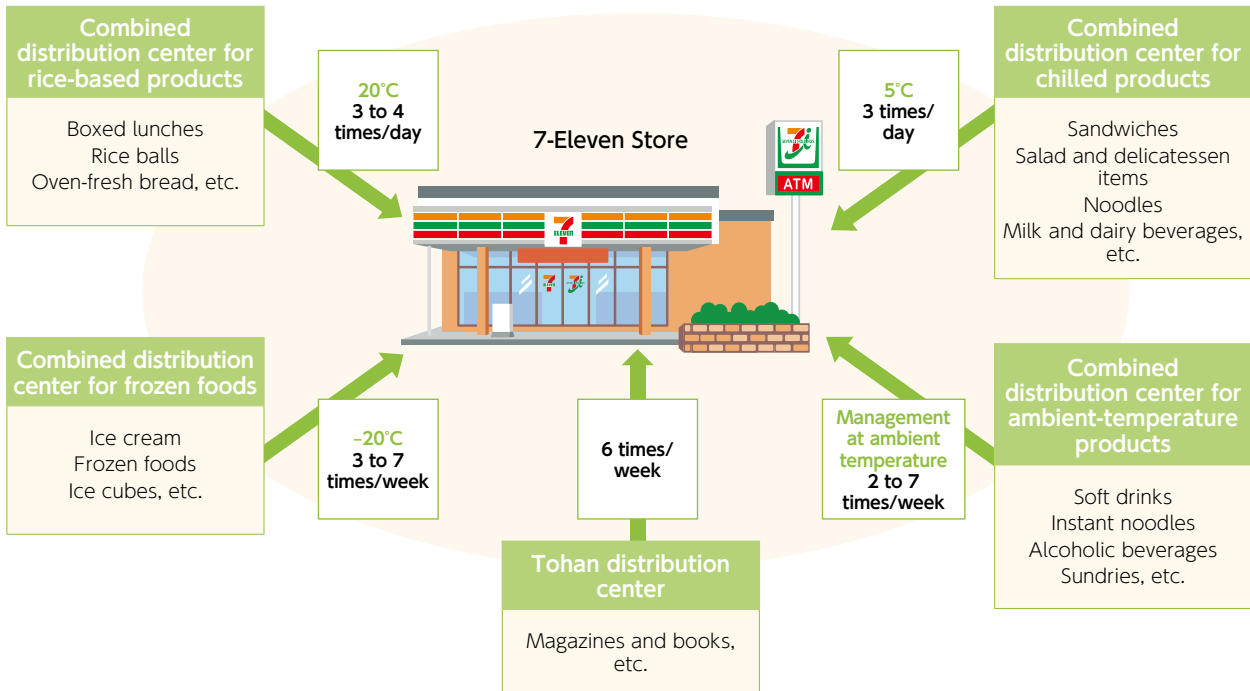 Combined
distribution center for
rice-based products
Boxed lunches
Rice balls
Oven-fresh bread, etc.
20°C
3 to 4
times/day
7-Eleven Store
ELEVEN
ATM
5°C
3 times/
day
Combined
distribution center for
chilled products
Sandwiches
Salad and delicatessen
items
Noodles
Milk and dairy beverages,
etc.
Combined distribution
center for frozen foods
Ice cream
Frozen foods
Ice cubes, etc.
–20°C
3 to 7
times/week
6 times/
week
Tohan distribution
center
Magazines and books,
etc.
Management
at ambient
temperature
2 to 7
times/week
Combined
distribution center for
ambient-temperature
products
Soft drinks
Instant noodles
Alcoholic beverages
Sundries, etc.